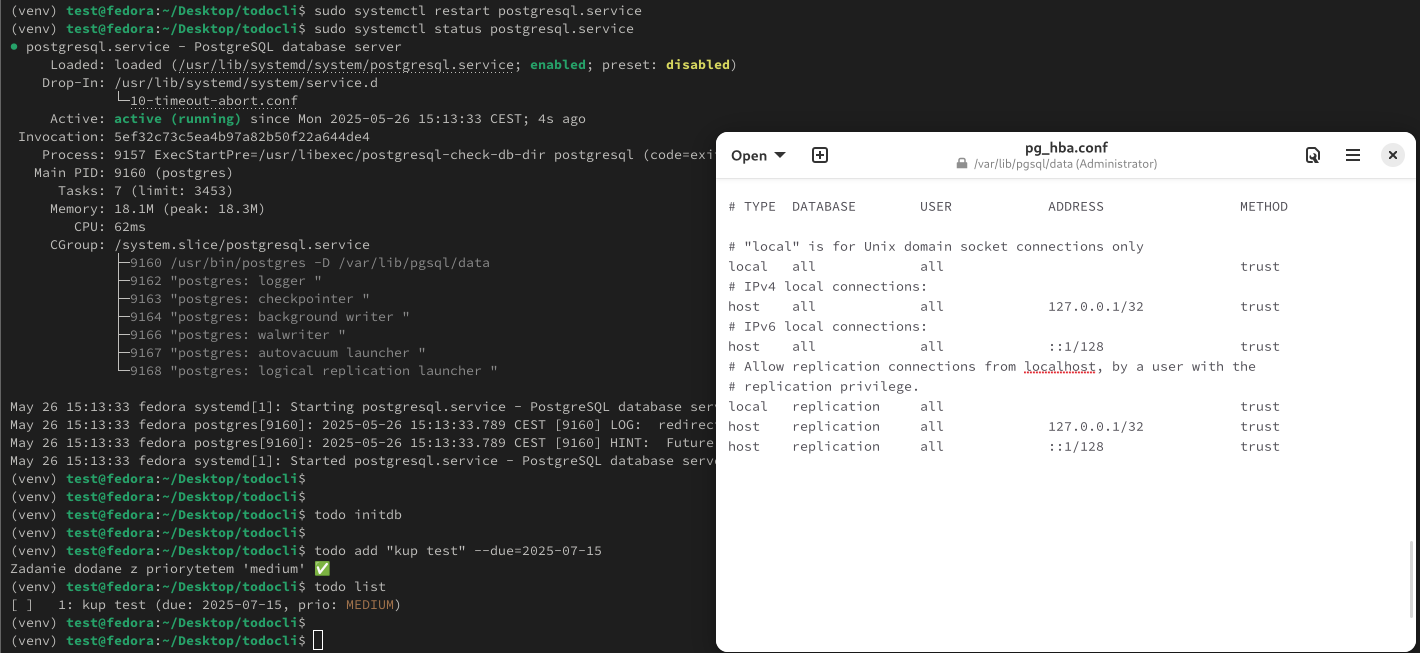 (venv) test@fedora:~/Desktop/todocli$ sudo systemctl restart postgresql.service
(venv) test@fedora:~/Desktop/todocli$ sudo systemctl status postgresql.service
● postgresql.service - PostgreSQL database server
Loaded: loaded (/usr/lib/systemd/system/postgresql.service; enabled; preset: disabled)
Drop-In: /usr/lib/systemd/system/service.d
└─10-timeout-abort.conf
Active: active (running) since Mon 2025-05-26 15:13:33 CEST; 4s ago
Invocation: 5ef32c73c5ea4b97a82b50f22a644de4
Process: 9157 ExecStartPre=/usr/libexec/postgresql-check-db-dir postgresql (code=exi
Main PID: 9160 (postgres)
Tasks: 7 (limit: 3453)
Memory: 18.1M (peak: 18.3M)
CPU: 62ms
CGroup: /system.slice/postgresql.service
├─9160 /usr/bin/postgres -D /var/lib/pgsql/data
├─9162 "postgres: logger "
├─9163 "postgres: checkpointer "
├─9164 "postgres: background writer "
├─9166 "postgres: walwriter "
├─9167 "postgres: autovacuum launcher "
└─9168 "postgres: logical replication launcher "
May 26 15:13:33 fedora systemd[1]: Starting postgresql.service - PostgreSQL database ser
May 26 15:13:33 fedora postgres[9160]: 2025-05-26 15:13:33.789 CEST [9160] LOG:  redirec
May 26 15:13:33 fedora postgres[9160]: 2025-05-26 15:13:33.789 CEST [9160] HINT:  Future
May 26 15:13:33 fedora systemd[1]: Started postgresql.service - PostgreSQL database serve
(venv) test@fedora:~/Desktop/todocli$
(venv) test@fedora:~/Desktop/todocli$
(venv) test@fedora:~/Desktop/todocli$ todo initdb
(venv) test@fedora:~/Desktop/todocli$
(venv) test@fedora:~/Desktop/todocli$ todo add "kup test" --due=2025-07-15
Zadanie dodane z priorytetem 'medium' ✅
(venv) test@fedora:~/Desktop/todocli$ todo list
[ ]   1: kup test (due: 2025-07-15, prio: MEDIUM)
(venv) test@fedora:~/Desktop/todocli$
(venv) test@fedora:~/Desktop/todocli$
Open
pg_hba.conf
/var/lib/pgsql/data (Administrator)
# TYPE  DATABASE        USER            ADDRESS                 METHOD
# "local" is for Unix domain socket connections only
local   all             all                                     trust
# IPv4 local connections:
host    all             all             127.0.0.1/32            trust
# IPv6 local connections:
host    all             all             ::1/128                 trust
# Allow replication connections from localhost, by a user with the
# replication privilege.
local   replication     all                                     trust
host    replication     all             127.0.0.1/32            trust
host    replication     all             ::1/128                 trust